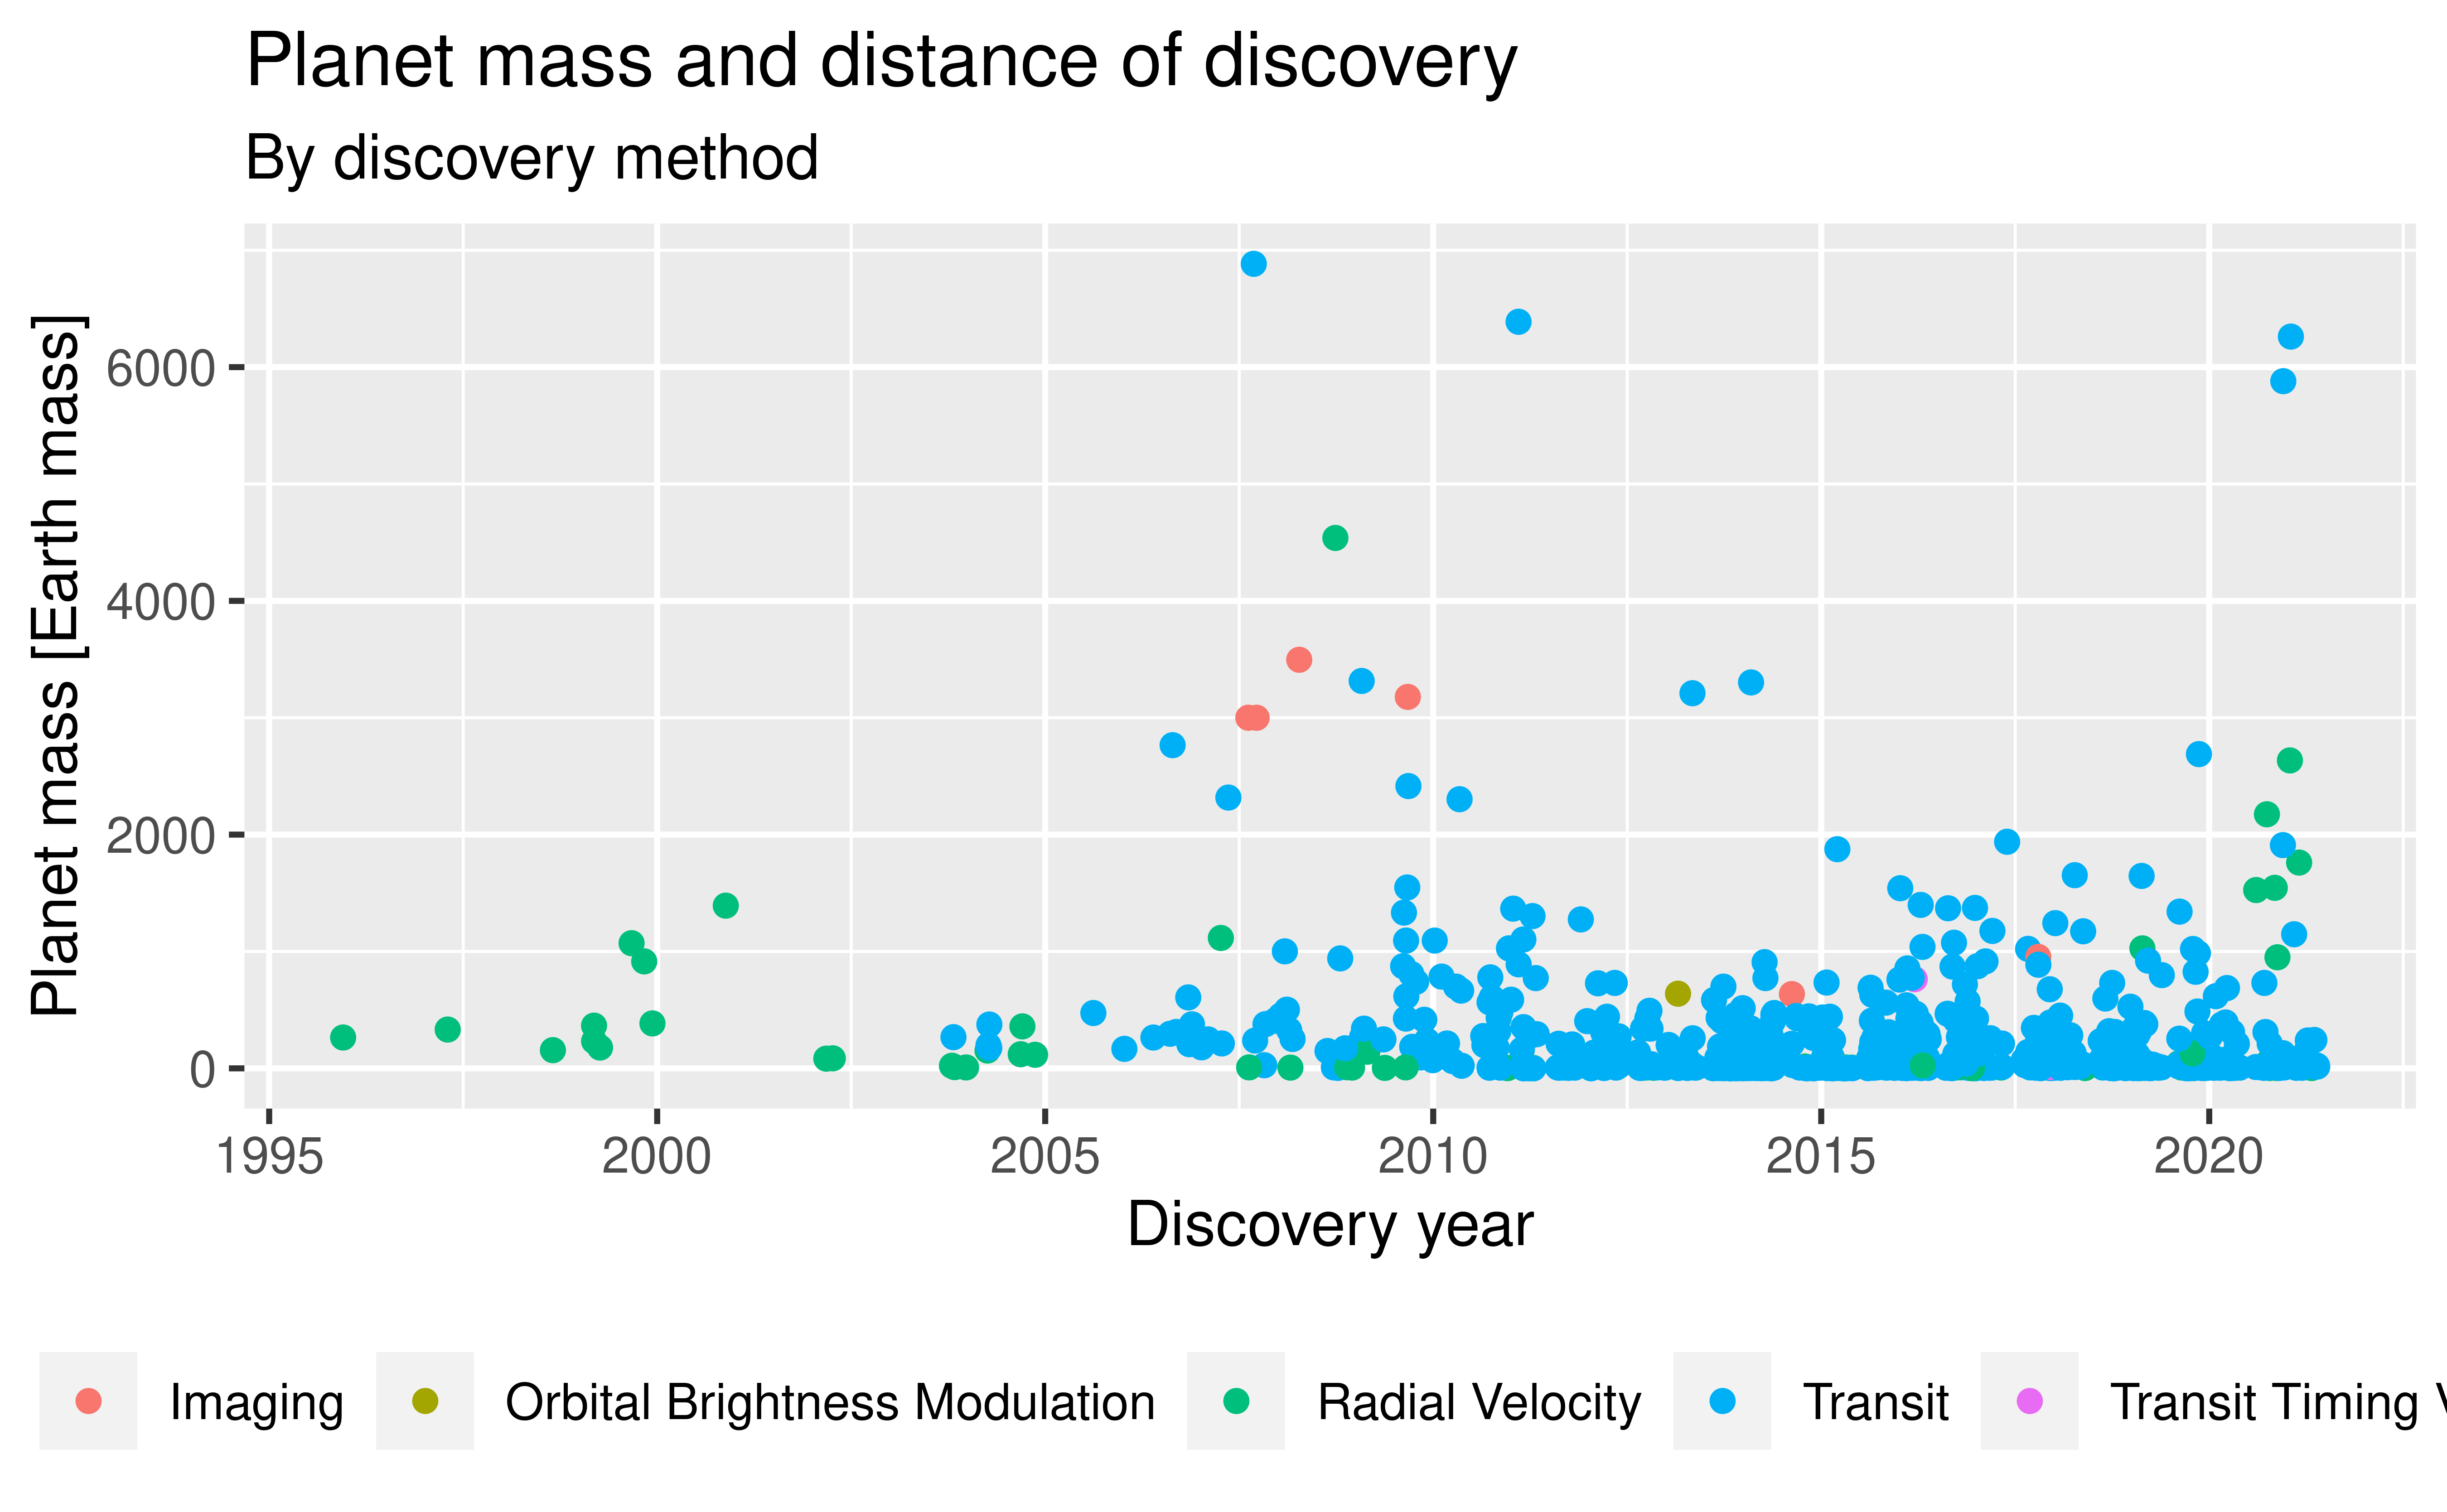 Planet mass and distance of discovery
By discovery method
Planet mass [Earth mass]
6000
4000
2000
0
1995 2000 2005 2010 2015 2020
Discovery year
Imaging Orbital Brightness Modulation Radial Velocity Transit Transit Timing